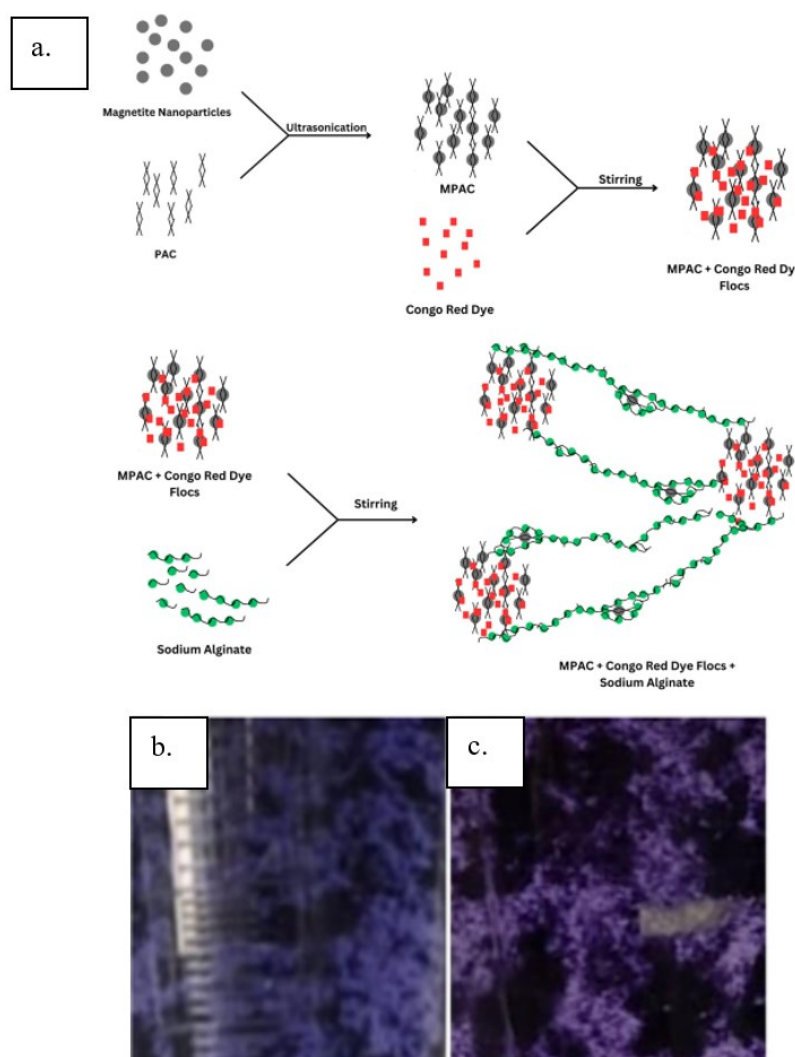 a.
Magnetite Nanoparticles
Ultrasonication
PAC
MPAC
Stirring
Congo Red Dye
MPAC + Congo Red Dy
Flocs
MPAC + Congo Red Dye
Flocs
Stirring
Sodium Alginate
MPAC + Congo Red Dye Flocs +
Sodium Alginate
b.
c.